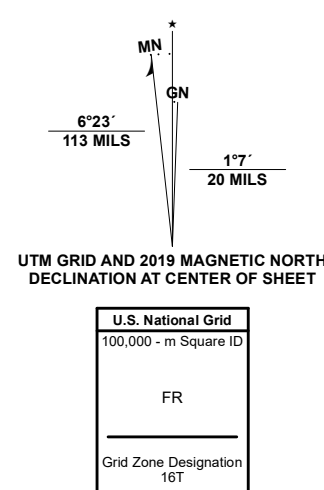 ★
MN
GN
6°23´
113 MILS
1°7´
20 MILS
UTM GRID AND 2019 MAGNETIC NORTH
DECLINATION AT CENTER OF SHEET
U.S. National Grid
100,000 - m Square ID
FR
Grid Zone Designation
16T